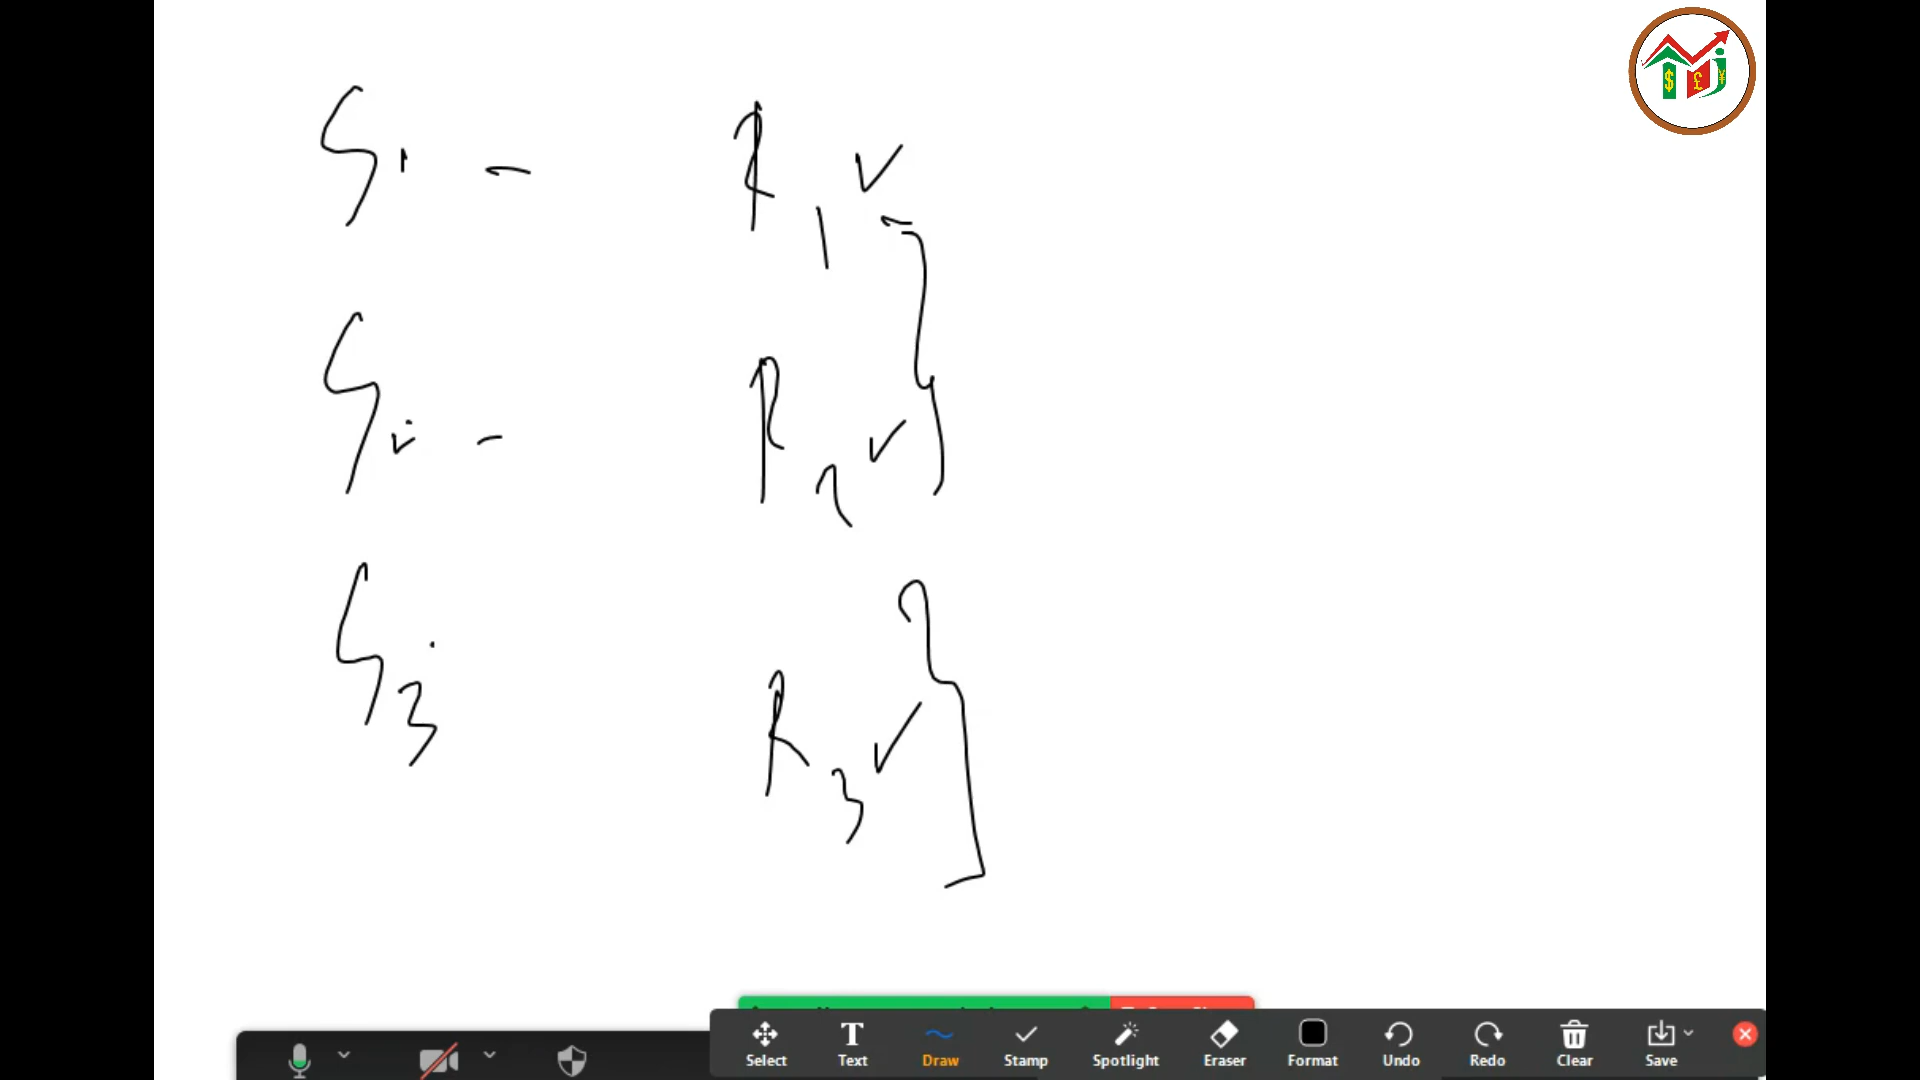 S1 - R1 ✓
S2 - R2 ✓
S3 R3 ✓
Select Text Draw Stamp Spotlight Eraser Format Undo Redo Clear Save